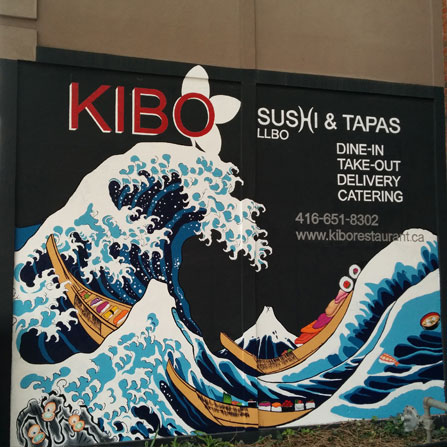 KIBO
SUSHI & TAPAS
LLBO
DINE-IN
TAKE-OUT
DELIVERY
CATERING
416-651-8302
www.kiborestaurant.ca